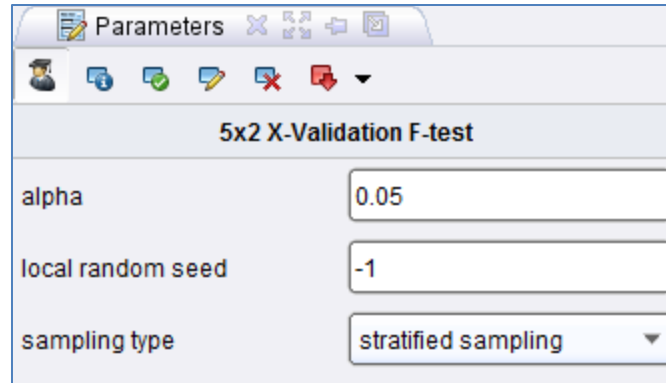 Parameters
5x2 X-Validation F-test
alpha 0.05
local random seed -1
sampling type stratified sampling